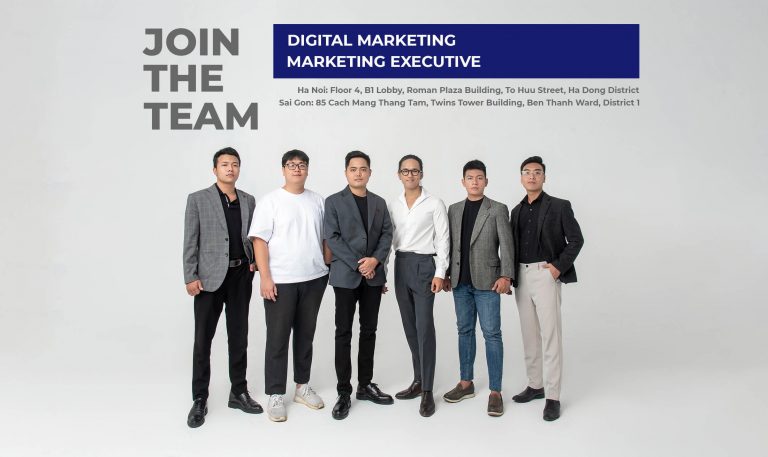 JOIN
THE
TEAM
DIGITAL MARKETING
MARKETING EXECUTIVE
Ha Noi: Floor 4, B1 Lobby, Roman Plaza Building, To Huu Street, Ha Dong District
Sai Gon: 85 Cach Mang Thang Tam, Twins Tower Building, Ben Thanh Ward, District 1